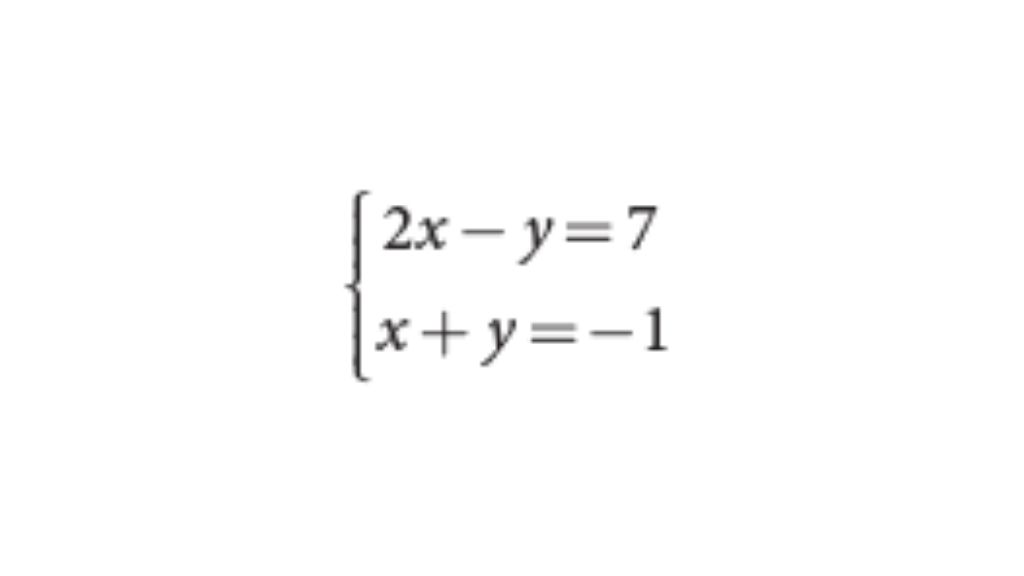 2x − y = 7
x + y = −1